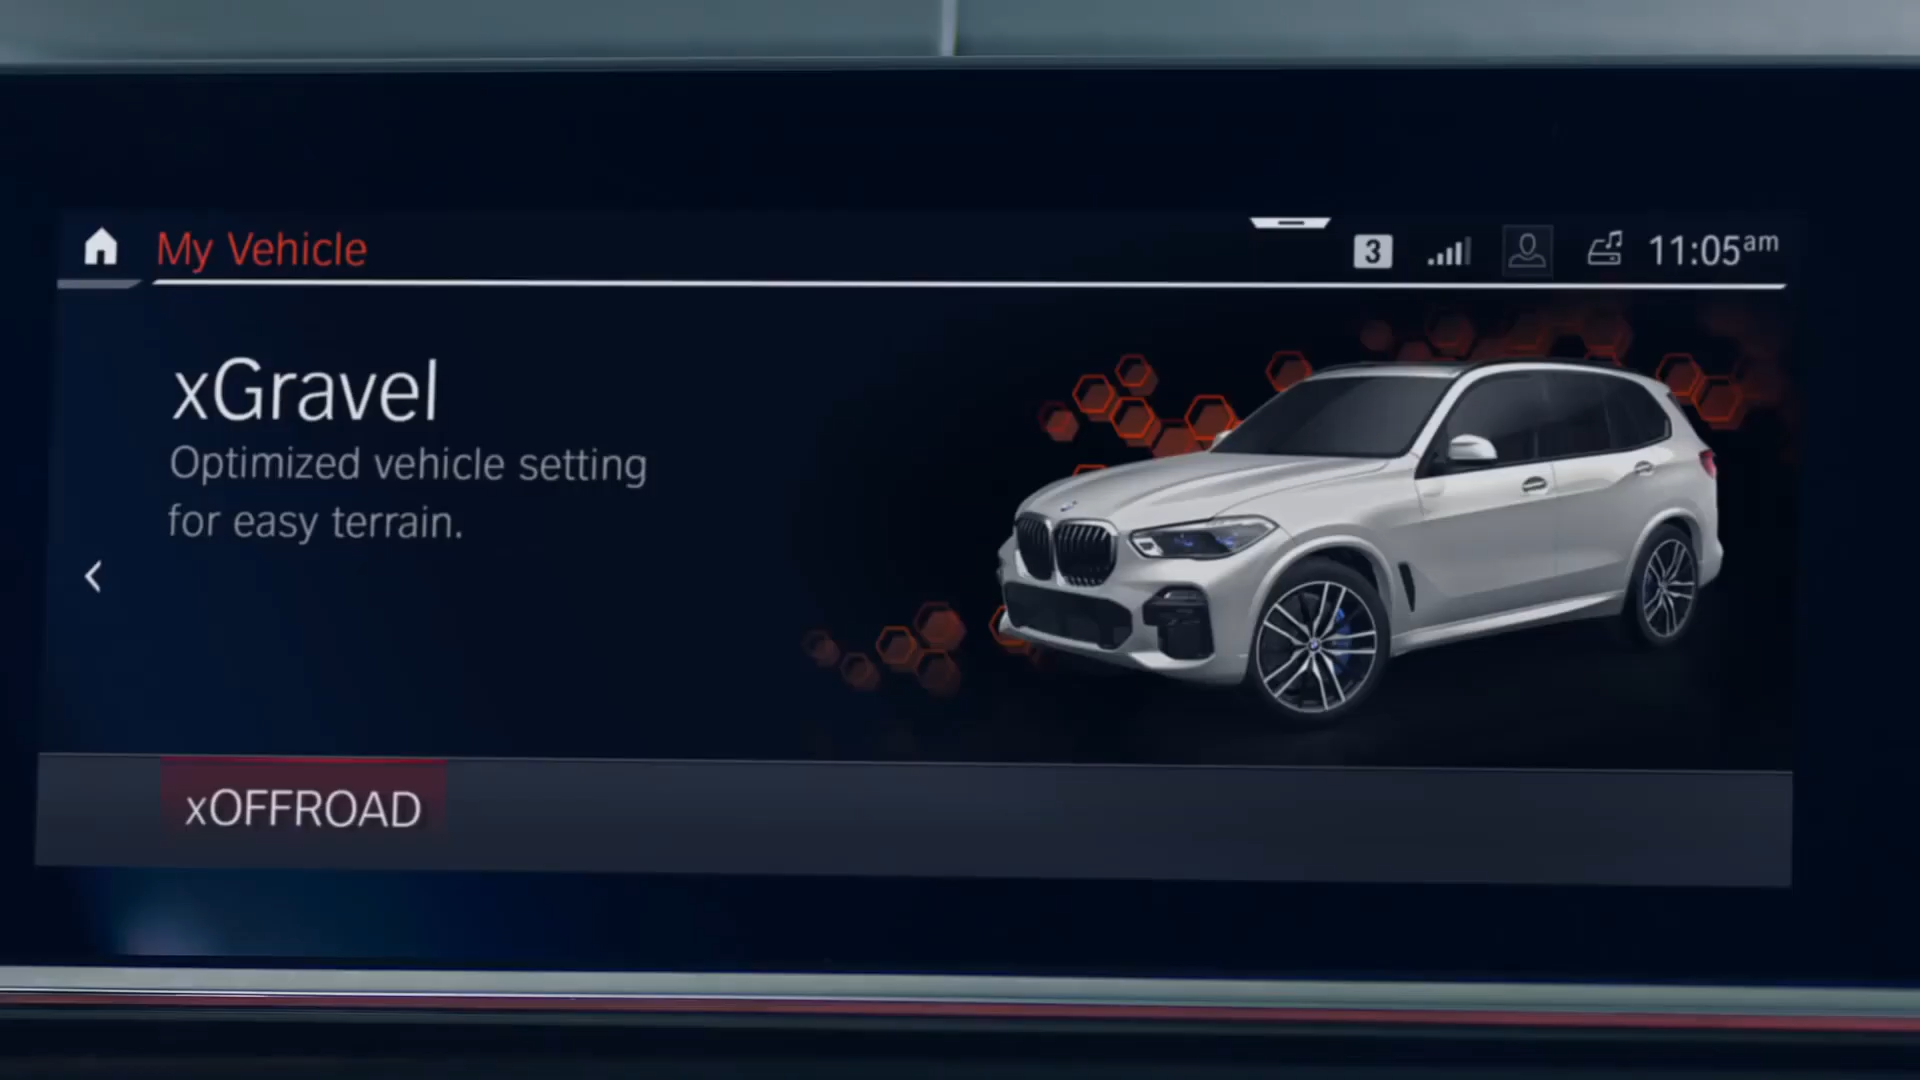 My Vehicle
3
11:05am
xGravel
Optimized vehicle setting
for easy terrain.
xOFFROAD